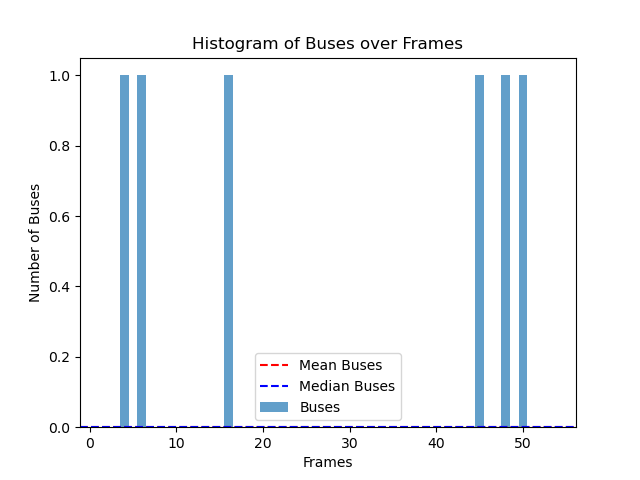 Histogram of Buses over Frames
Number of Buses
1.0
0.8
0.6
0.4
0.2
0.0
Mean Buses
Median Buses
Buses
0 10 20 30 40 50
Frames